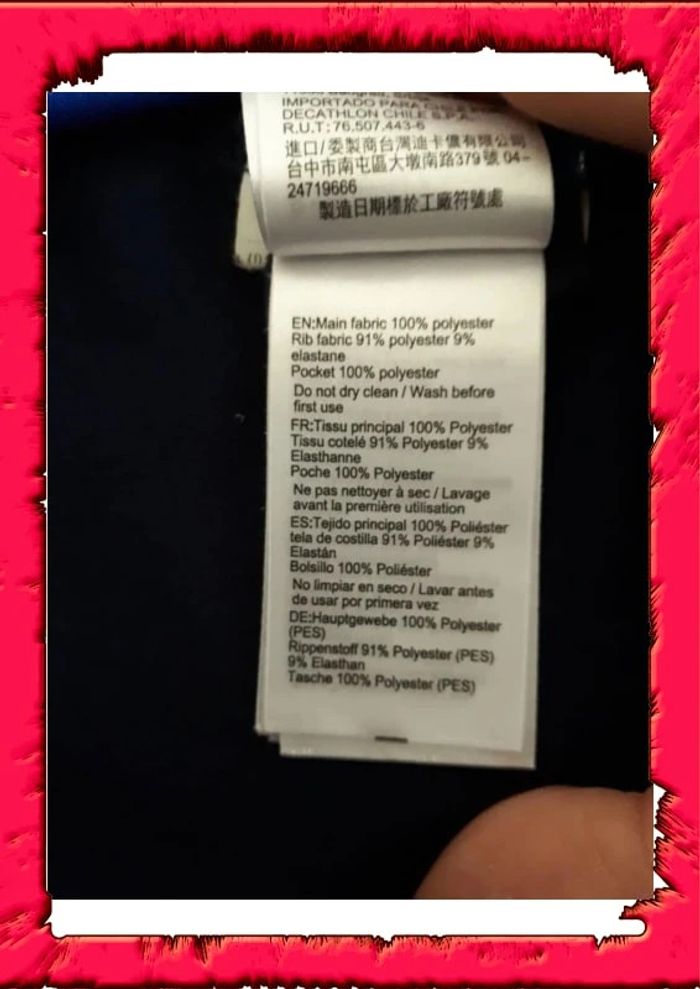 IMPORTADO PARA CHILE
DECATHLON CHILE S.P.A.
R.U.T:76.507.443-6
進口/委製商台灣迪卡儂有限公司
台中市南屯區大墩南路379號 04-
24719666
製造日期標於工廠符號處
EN:Main fabric 100% polyester
Rib fabric 91% polyester 9%
elastane
Pocket 100% polyester
Do not dry clean / Wash before
first use
FR:Tissu principal 100% Polyester
Tissu cotelé 91% Polyester 9%
Elasthanne
Poche 100% Polyester
Ne pas nettoyer à sec / Lavage
avant la première utilisation
ES:Tejido principal 100% Poliéster
tela de costilla 91% Poliéster 9%
Elastán
Bolsillo 100% Poliéster
No limpiar en seco / Lavar antes
de usar por primera vez
DE:Hauptgewebe 100% Polyester
(PES)
Rippenstoff 91% Polyester (PES)
9% Elasthan
Tasche 100% Polyester (PES)